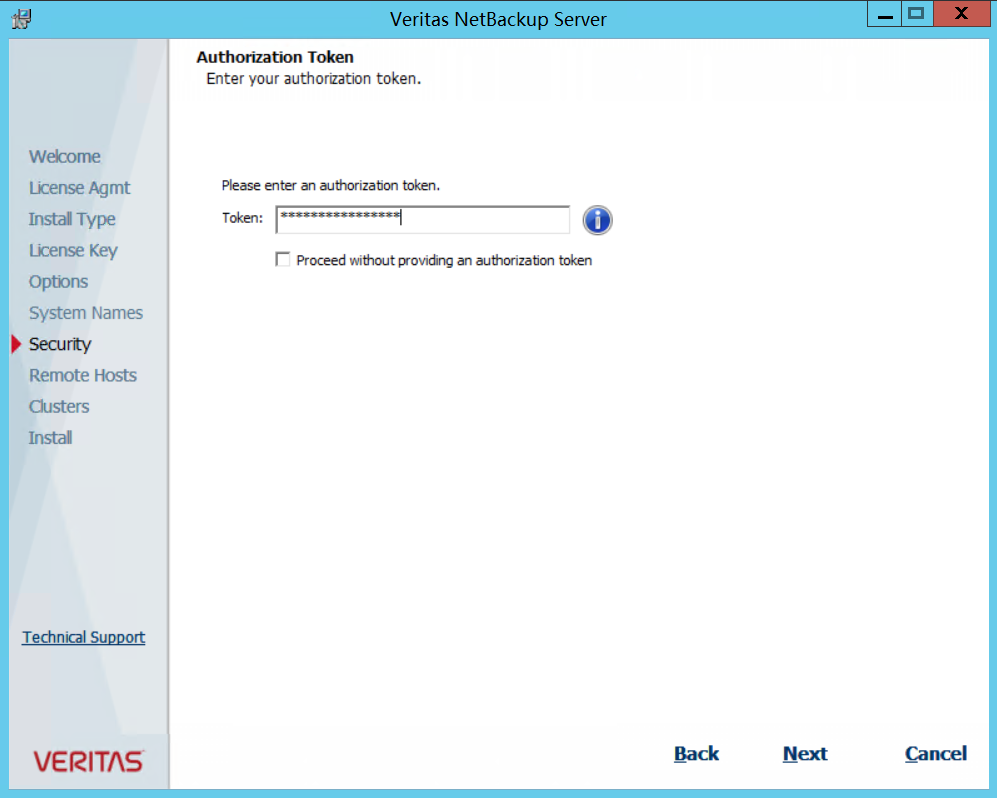 Veritas NetBackup Server
Authorization Token
Enter your authorization token.
Welcome
License Agmt
Install Type
License Key
Options
System Names
Security
Remote Hosts
Clusters
Install
Please enter an authorization token.
Token: ****************
Proceed without providing an authorization token
Technical Support
VERITAS
Back Next Cancel